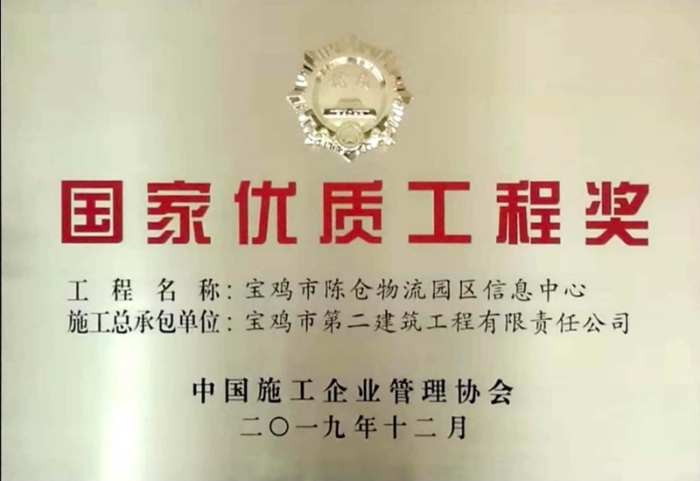 国家优质工程奖
工程名称：宝鸡市陈仓物流园区信息中心
施工总承包单位：宝鸡市第二建筑工程有限责任公司
中国施工企业管理协会
二〇一九年十二月